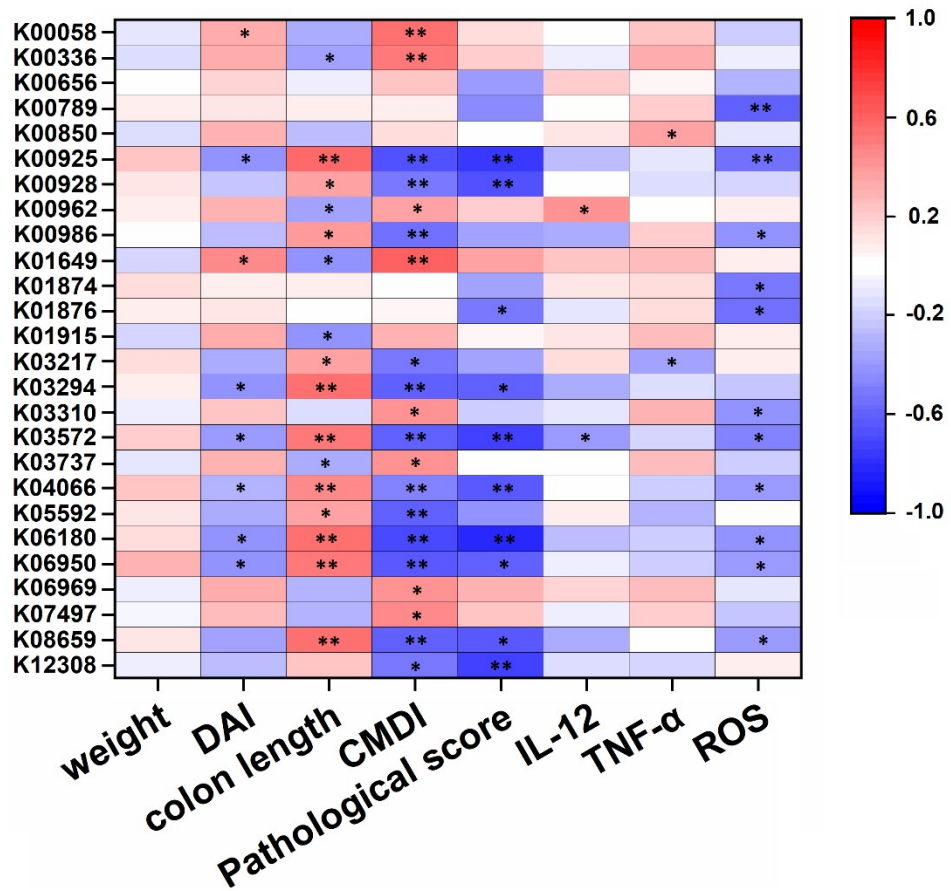 K00058 * **
K00336 * **
K00656
K00789 **
K00850 *
K00925 * ** ** ** **
K00928 * ** **
K00962 * * *
K00986 * ** *
K01649 * * **
K01874 *
K01876 * *
K01915 *
K03217 * * *
K03294 * ** ** *
K03310 * *
K03572 * ** ** ** * *
K03737 * *
K04066 * ** ** ** *
K05592 * **
K06180 * ** ** ** *
K06950 * ** ** * *
K06969 *
K07497 *
K08659 ** ** * *
K12308 * **
weight
DAI
colon length
CMDI
Pathological score
IL-12
TNF-α
ROS
1.0
0.6
0.2
-0.2
-0.6
-1.0